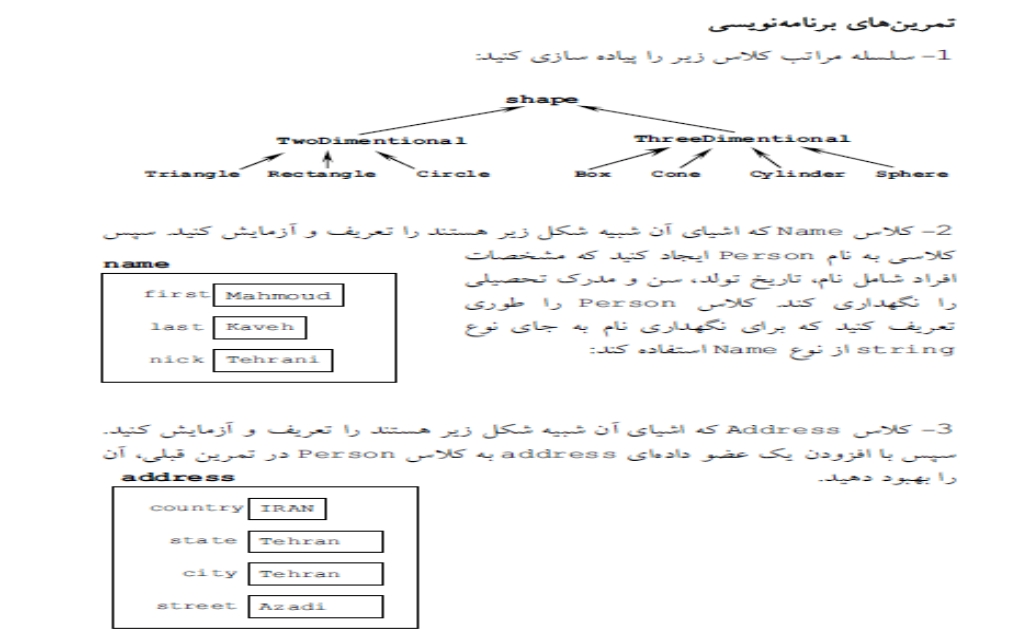 تمرین‌های برنامه‌نویسی
1– سلسله مراتب کلاس زیر را پیاده سازی کنید:
shape
TwoDimentional ThreeDimentional
Triangle Rectangle Circle Box Cone Cylinder Sphere
2– کلاس Name که اشیای آن شبیه شکل زیر هستند را تعریف و آزمایش کنید. سپس
کلاسی به نام Person ایجاد کنید که مشخصات
افراد شامل نام، تاریخ تولد، سن و مدرک تحصیلی
را نگهداری کند. کلاس Person را طوری
تعریف کنید که برای نگهداری نام به جای نوع
string از نوع Name استفاده کند:
name
first Mahmoud
last Kaveh
nick Tehrani
3– کلاس Address که اشیای آن شبیه شکل زیر هستند را تعریف و آزمایش کنید.
سپس با افزودن یک عضو داده‌ای address به کلاس Person در تمرین قبلی، آن
را بهبود دهید.
address
country IRAN
state Tehran
city Tehran
street Azadi